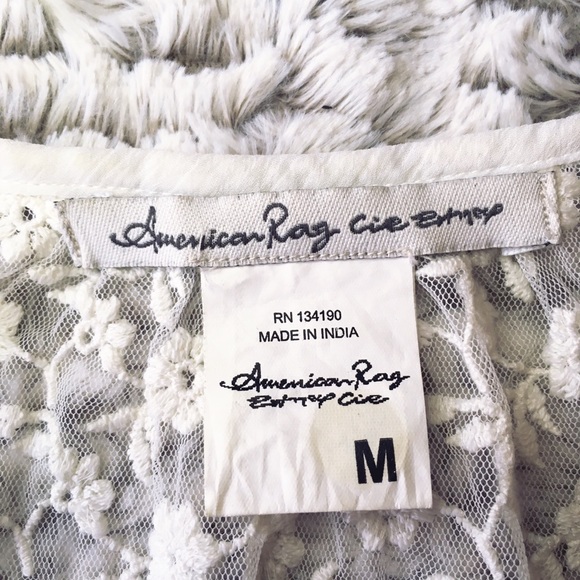 American Rag Cie
RN 134190
MADE IN INDIA
American Rag
Cie
M